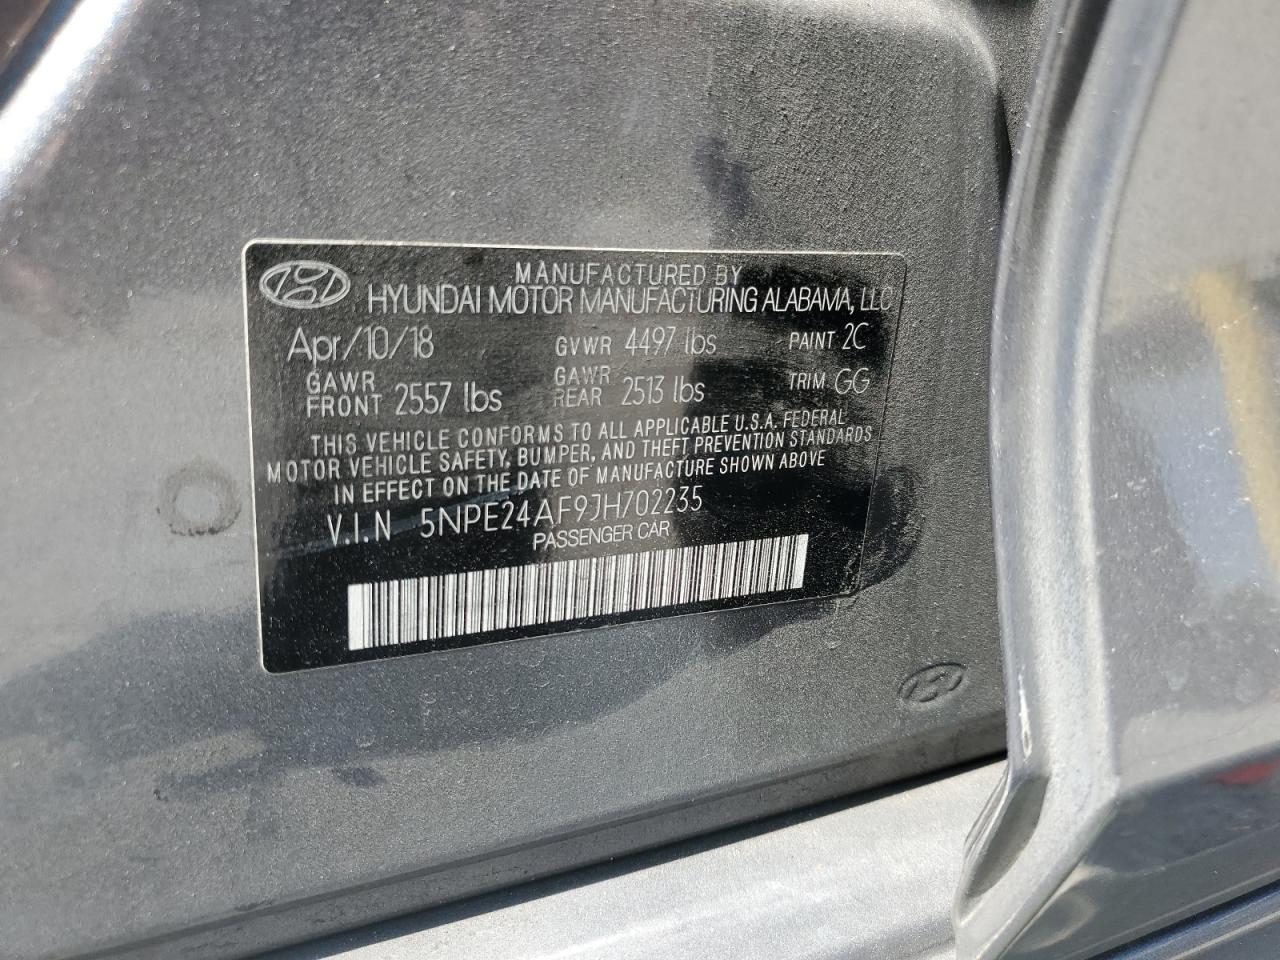 MANUFACTURED BY
HYUNDAI MOTOR MANUFACTURING ALABAMA, LLC
Apr/10/18 GVWR 4497 lbs PAINT 2C
GAWR FRONT 2557 lbs GAWR REAR 2513 lbs TRIM GG
THIS VEHICLE CONFORMS TO ALL APPLICABLE U.S.A. FEDERAL
MOTOR VEHICLE SAFETY, BUMPER, AND THEFT PREVENTION STANDARDS
IN EFFECT ON THE DATE OF MANUFACTURE SHOWN ABOVE
V.I.N 5NPE24AF9JH702235
PASSENGER CAR